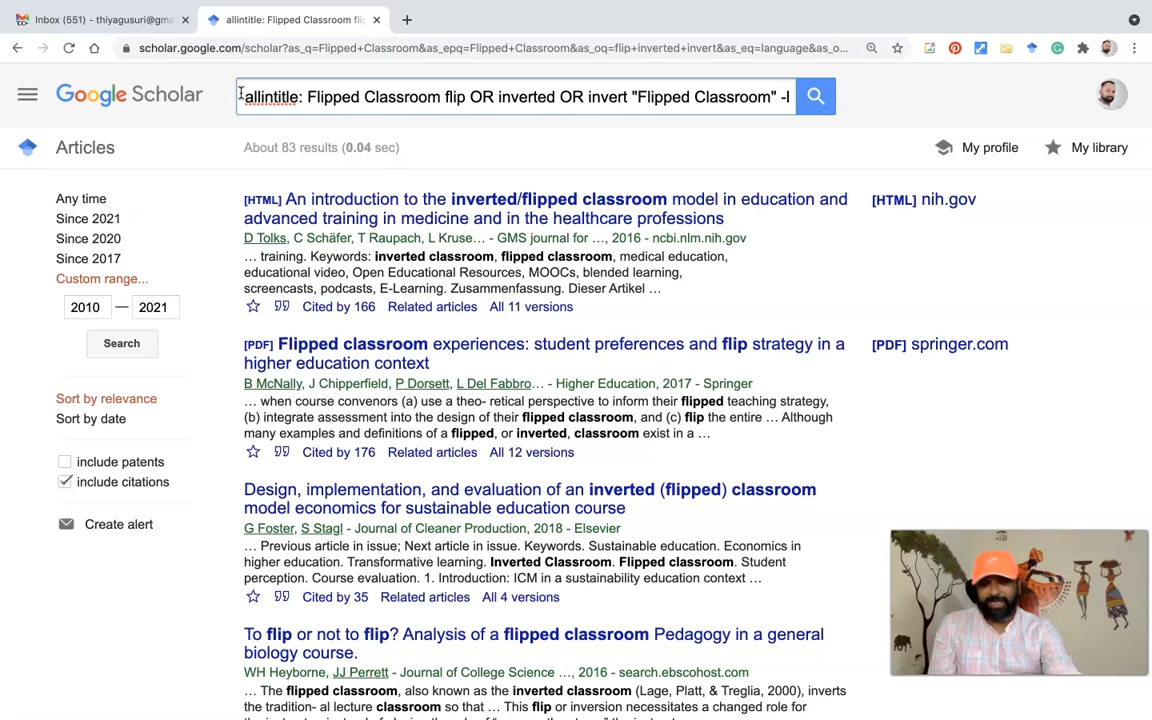 Inbox (551) - thiyagusuri@gma
allintitle: Flipped Classroom fli
scholar.google.com/scholar?as_q=Flipped+Classroom&as_epq=Flipped+Classroom&as_oq=flip+inverted+invert&as_eq=language&as_o...
Google Scholar
allintitle: Flipped Classroom flip OR inverted OR invert "Flipped Classroom" -l
Articles
About 83 results (0.04 sec)
My profile
My library
Any time
Since 2021
Since 2020
Since 2017
Custom range...
2010 — 2021
Search
Sort by relevance
Sort by date
include patents
include citations
Create alert
[HTML] An introduction to the inverted/flipped classroom model in education and
advanced training in medicine and in the healthcare professions
D Tolks, C Schäfer, T Raupach, L Kruse… - GMS journal for …, 2016 - ncbi.nlm.nih.gov
… training. Keywords: inverted classroom, flipped classroom, medical education,
educational video, Open Educational Resources, MOOCs, blended learning,
screencasts, podcasts, E-Learning. Zusammenfassung. Dieser Artikel …
Cited by 166 Related articles All 11 versions
[HTML] nih.gov
[PDF] Flipped classroom experiences: student preferences and flip strategy in a
higher education context
B McNally, J Chipperfield, P Dorsett, L Del Fabbro… - Higher Education, 2017 - Springer
… when course convenors (a) use a theo- retical perspective to inform their flipped teaching strategy,
(b) integrate assessment into the design of their flipped classroom, and (c) flip the entire … Although
many examples and definitions of a flipped, or inverted, classroom exist in a …
Cited by 176 Related articles All 12 versions
[PDF] springer.com
Design, implementation, and evaluation of an inverted (flipped) classroom
model economics for sustainable education course
G Foster, S Stagl - Journal of Cleaner Production, 2018 - Elsevier
… Previous article in issue; Next article in issue. Keywords. Sustainable education. Economics in
higher education. Transformative learning. Inverted Classroom. Flipped classroom. Student
perception. Course evaluation. 1. Introduction: ICM in a sustainability education context …
Cited by 35 Related articles All 4 versions
To flip or not to flip? Analysis of a flipped classroom Pedagogy in a general
biology course.
WH Heyborne, JJ Perrett - Journal of College Science …, 2016 - search.ebscohost.com
… The flipped classroom, also known as the inverted classroom (Lage, Platt, & Treglia, 2000), inverts
the tradition- al lecture classroom so that … This flip or inversion necessitates a changed role for